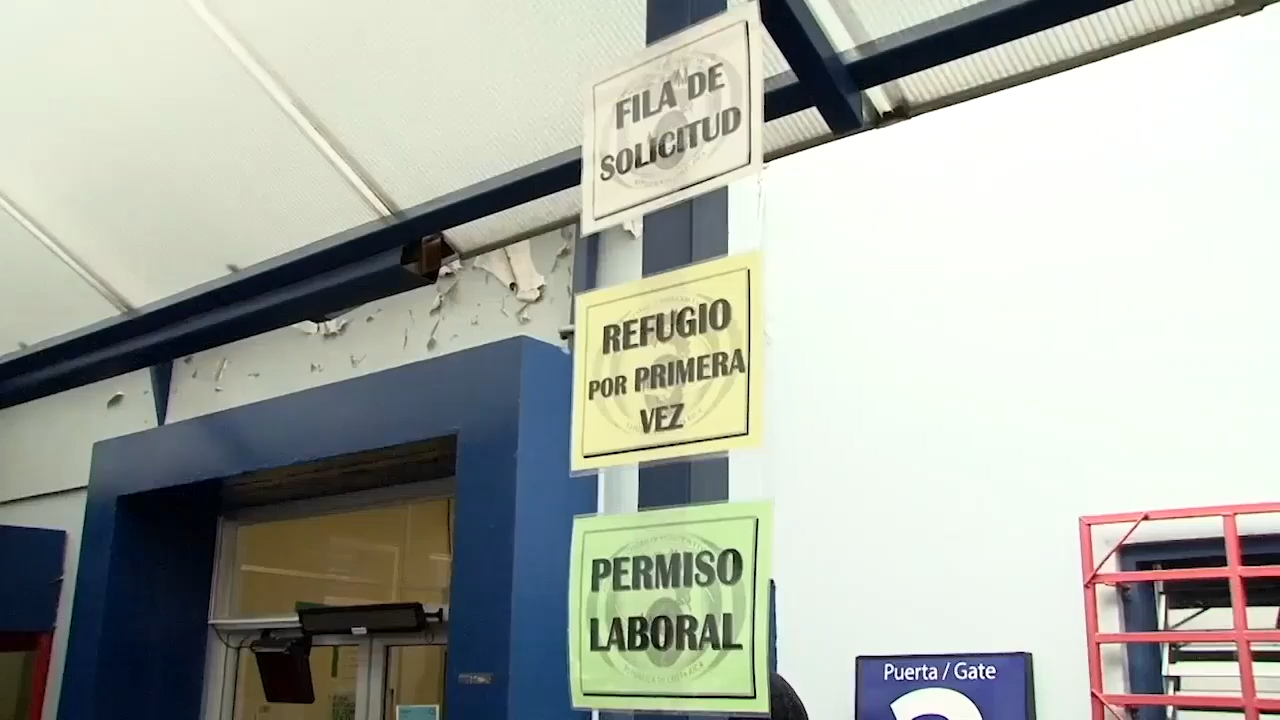 FILA DE
SOLICITUD
REFUGIO
POR PRIMERA
VEZ
PERMISO
LABORAL
Puerta / Gate